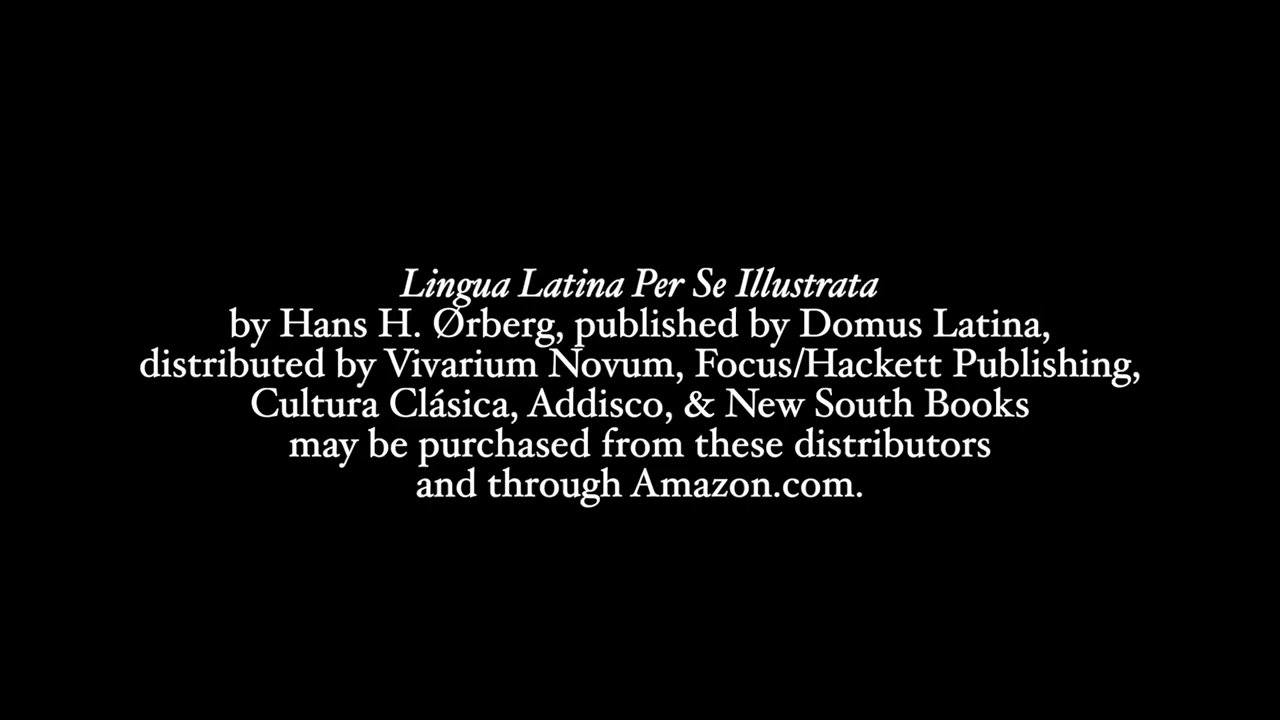 Lingua Latina Per Se Illustrata
by Hans H. Ørberg, published by Domus Latina,
distributed by Vivarium Novum, Focus/Hackett Publishing,
Cultura Clásica, Addisco, & New South Books
may be purchased from these distributors
and through Amazon.com.